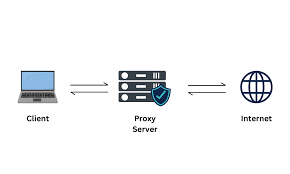 Client
Proxy
Server
Internet